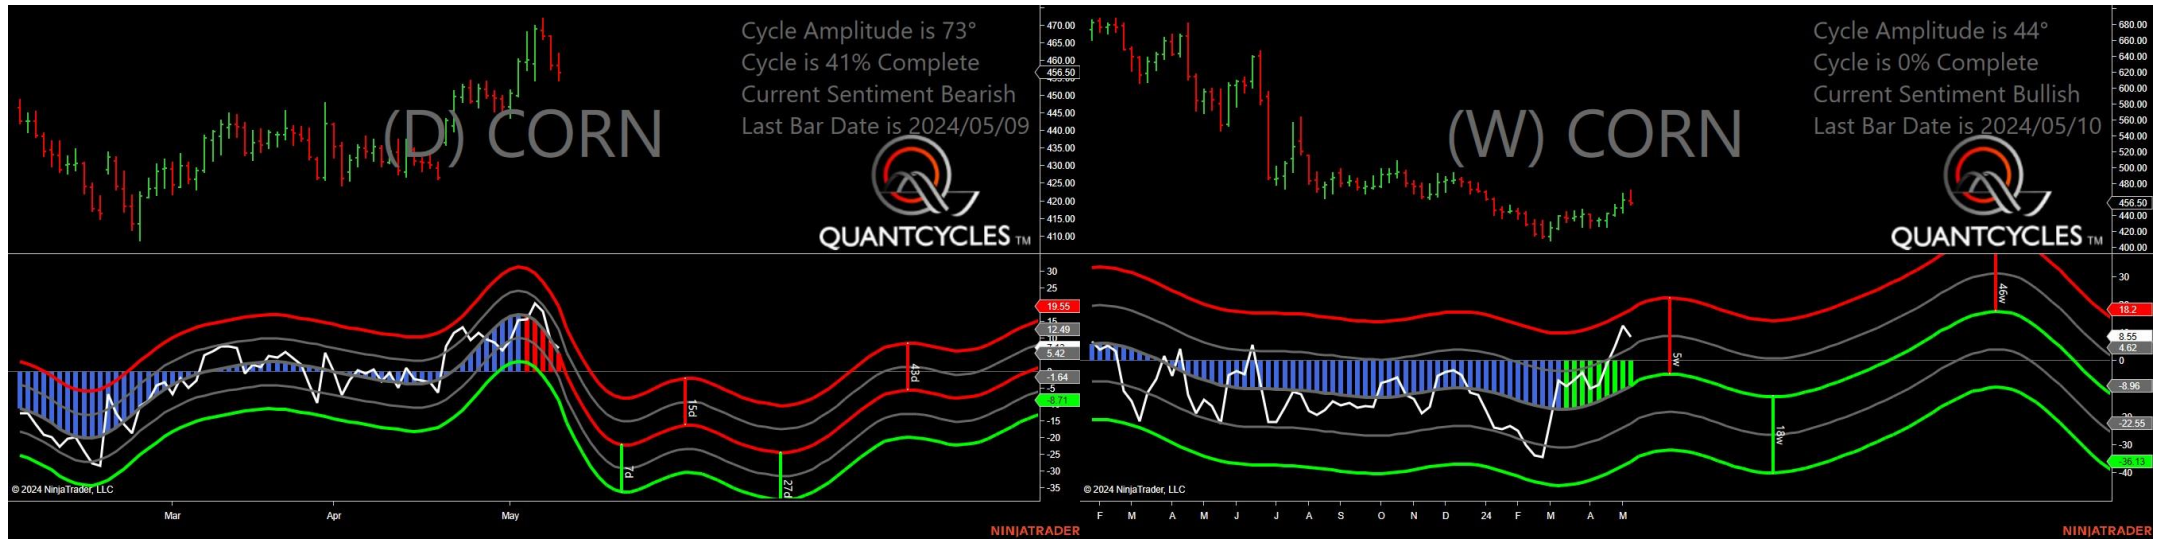 Cycle Amplitude is 73°
Cycle is 41% Complete
Current Sentiment Bearish
Last Bar Date is 2024/05/09
(D) CORN
QUANTCYCLES TM
470.00
465.00
460.00
456.50
450.00
445.00
440.00
435.00
430.00
425.00
420.00
415.00
410.00
30
25
19.55
15
12.49
10
5.42
0
-1.64
-5
-8.71
-15
-20
-25
-30
-35
7d
15d
27d
43d
© 2024 NinjaTrader, LLC
Mar
Apr
May
NINJATRADER
Cycle Amplitude is 44°
Cycle is 0% Complete
Current Sentiment Bullish
Last Bar Date is 2024/05/10
(W) CORN
QUANTCYCLES TM
680.00
660.00
640.00
620.00
600.00
580.00
560.00
540.00
520.00
500.00
480.00
456.50
440.00
420.00
400.00
30
18.2
8.55
4.62
0
-8.96
-22.55
-30
-36.13
-40
5w
18w
46w
© 2024 NinjaTrader, LLC
F
M
A
M
J
J
A
S
O
N
D
24
F
M
A
M
NINJATRADER